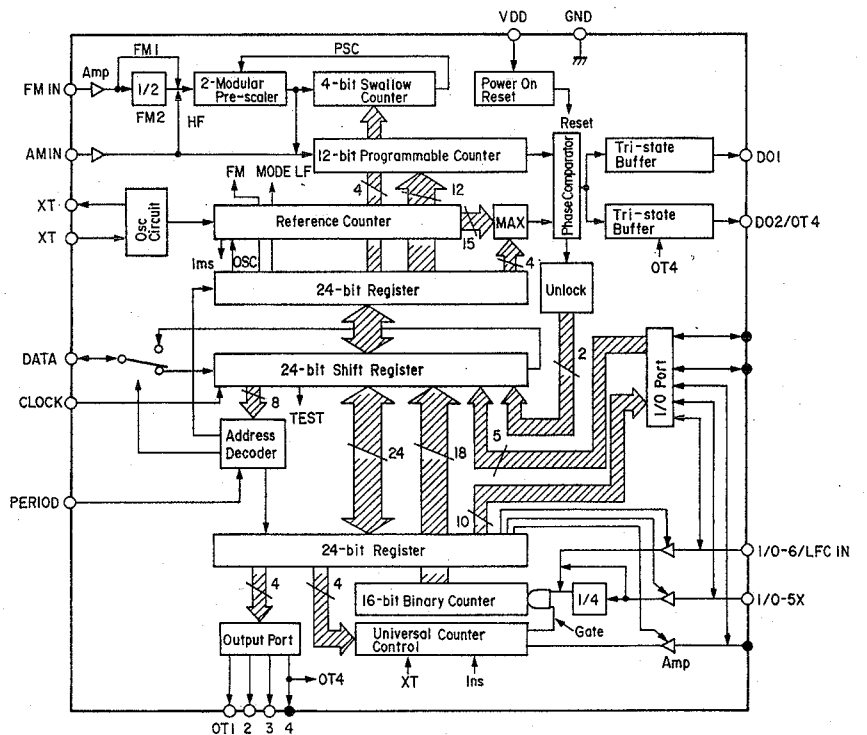 VDD
GND
FM1
Amp
FM IN
1/2
FM2
HF
PSC
2-Modular
Pre-scaler
4-bit Swallow
Counter
Power On
Reset
Reset
AMIN
12-bit Programmable Counter
Phase Comparator
Tri-state
Buffer
DO1
FM
MODE LF
4
12
XT
XT
Osc
Circuit
Reference Counter
15
MAX
Tri-state
Buffer
DO2/OT4
OT4
1ms
OSC
4
24-bit Register
Unlock
DATA
24-bit Shift Register
2
I/O Port
CLOCK
8
TEST
Address
Decoder
24
18
5
PERIOD
10
24-bit Register
I/O-6/LFC IN
4
4
16-bit Binary Counter
1/4
I/O-5X
Output Port
Universal Counter
Control
Gate
Amp
OT4
XT
Ins
OT1
2
3
4